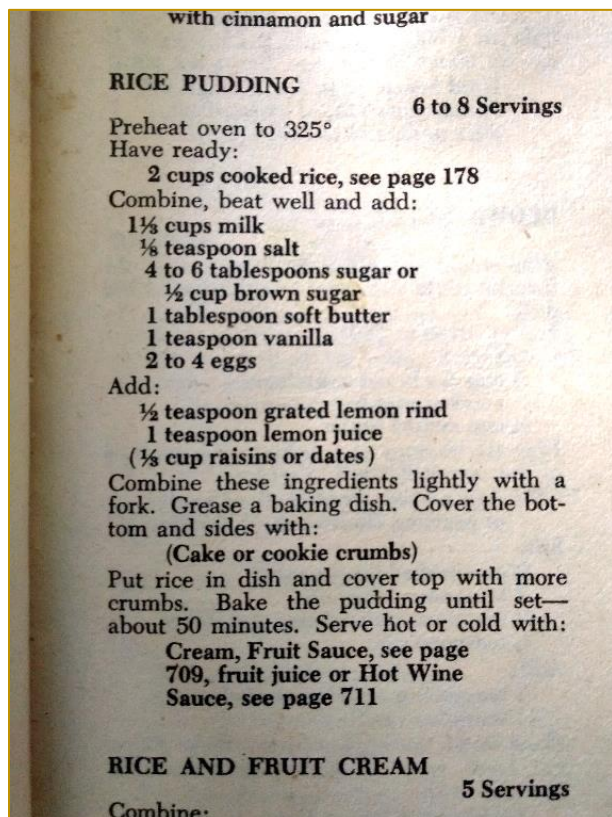 with cinnamon and sugar
RICE PUDDING
6 to 8 Servings
Preheat oven to 325°
Have ready:
2 cups cooked rice, see page 178
Combine, beat well and add:
1⅓ cups milk
⅛ teaspoon salt
4 to 6 tablespoons sugar or
½ cup brown sugar
1 tablespoon soft butter
1 teaspoon vanilla
2 to 4 eggs
Add:
½ teaspoon grated lemon rind
1 teaspoon lemon juice
(⅓ cup raisins or dates)
Combine these ingredients lightly with a
fork. Grease a baking dish. Cover the bot-
tom and sides with:
(Cake or cookie crumbs)
Put rice in dish and cover top with more
crumbs. Bake the pudding until set—
about 50 minutes. Serve hot or cold with:
Cream, Fruit Sauce, see page
709, fruit juice or Hot Wine
Sauce, see page 711
RICE AND FRUIT CREAM
5 Servings
Combine: